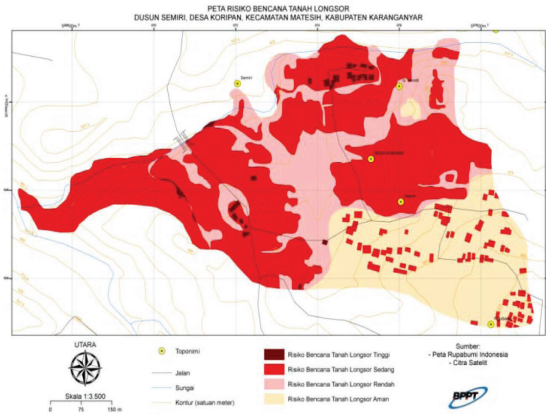 PETA RISIKO BENCANA TANAH LONGSOR
DUSUN SEMIRI, DESA KORIPAN, KECAMATAN MATESIH, KABUPATEN KARANGANYAR
Semiri
UTARA
Skala 1:3.500
0 75 150 m
Toponimi
Jalan
Sungai
Kontur (satuan meter)
Risiko Bencana Tanah Longsor Tinggi
Risiko Bencana Tanah Longsor Sedang
Risiko Bencana Tanah Longsor Rendah
Risiko Bencana Tanah Longsor Aman
Sumber:
- Peta Rupabumi Indonesia
- Citra Satelit
BPPT